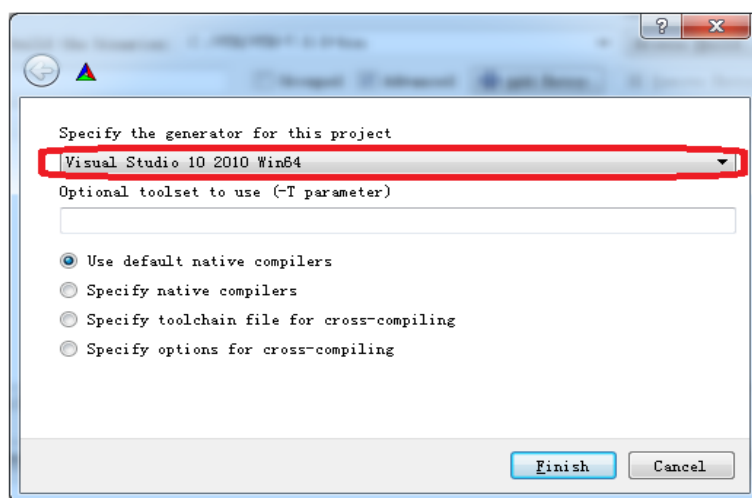 Specify the generator for this project
Visual Studio 10 2010 Win64
Optional toolset to use (-T parameter)
Use default native compilers
Specify native compilers
Specify toolchain file for cross-compiling
Specify options for cross-compiling
Finish
Cancel